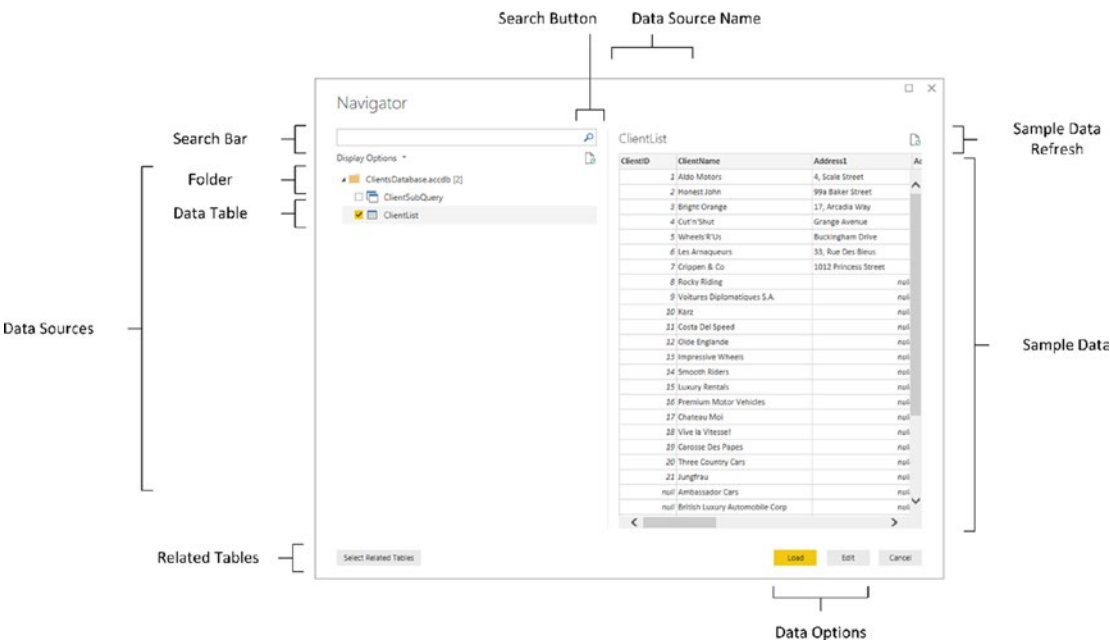 Search Button
Data Source Name
Navigator
Search Bar
ClientList
Sample Data
Refresh
Display Options
Folder
ClientsDatabase.accdb [2]
Data Table
ClientSubQuery
ClientList
Data Sources
ClientID ClientName Address1 Ac
1 Aldo Motors 4, Scale Street
2 Honest John 99a Baker Street
3 Bright Orange 17, Arcadia Way
4 Cut'n'Shut Grange Avenue
5 Wheels'R'Us Buckingham Drive
6 Les Arnaqueurs 33, Rue Des Bleus
7 Crippen & Co 1012 Princess Street
8 Rocky Riding null
9 Voitures Diplomatiques S.A. null
10 Karz null
11 Costa Del Speed null
12 Olde Englande null
13 Impressive Wheels null
14 Smooth Riders null
15 Luxury Rentals null
16 Premium Motor Vehicles null
17 Chateau Moi null
18 Vive la Vitesse! null
19 Carosse Des Papes null
20 Three Country Cars null
21 Jungfrau null
null Ambassador Cars null
null British Luxury Automobile Corp null
Sample Data
Related Tables
Select Related Tables
Load Edit Cancel
Data Options